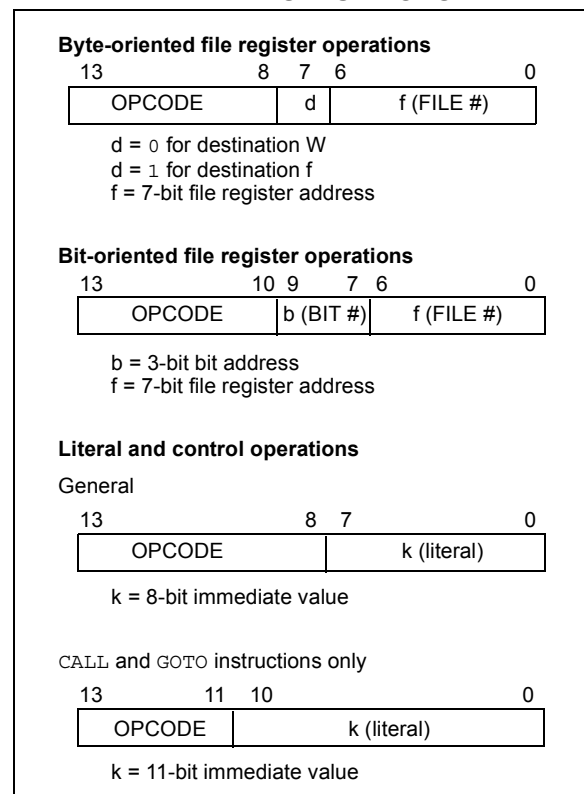 Byte-oriented file register operations
13 8 7 6 0
OPCODE d f (FILE #)
d = 0 for destination W
d = 1 for destination f
f = 7-bit file register address
Bit-oriented file register operations
13 10 9 7 6 0
OPCODE b (BIT #) f (FILE #)
b = 3-bit bit address
f = 7-bit file register address
Literal and control operations
General
13 8 7 0
OPCODE k (literal)
k = 8-bit immediate value
CALL and GOTO instructions only
13 11 10 0
OPCODE k (literal)
k = 11-bit immediate value